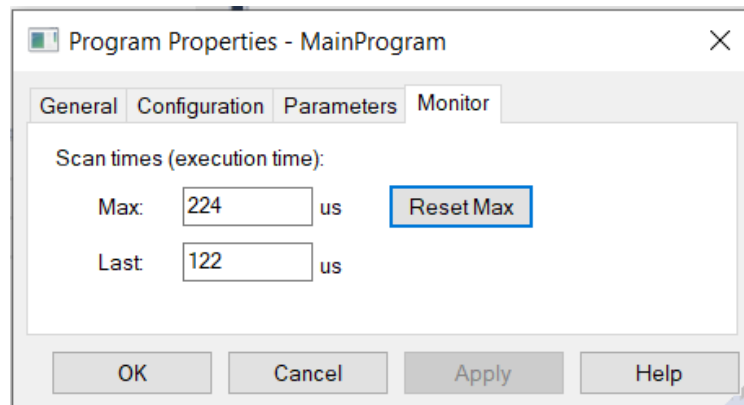 Program Properties - MainProgram
General Configuration Parameters Monitor
Scan times (execution time):
Max: 224 us Reset Max
Last: 122 us
OK Cancel Apply Help